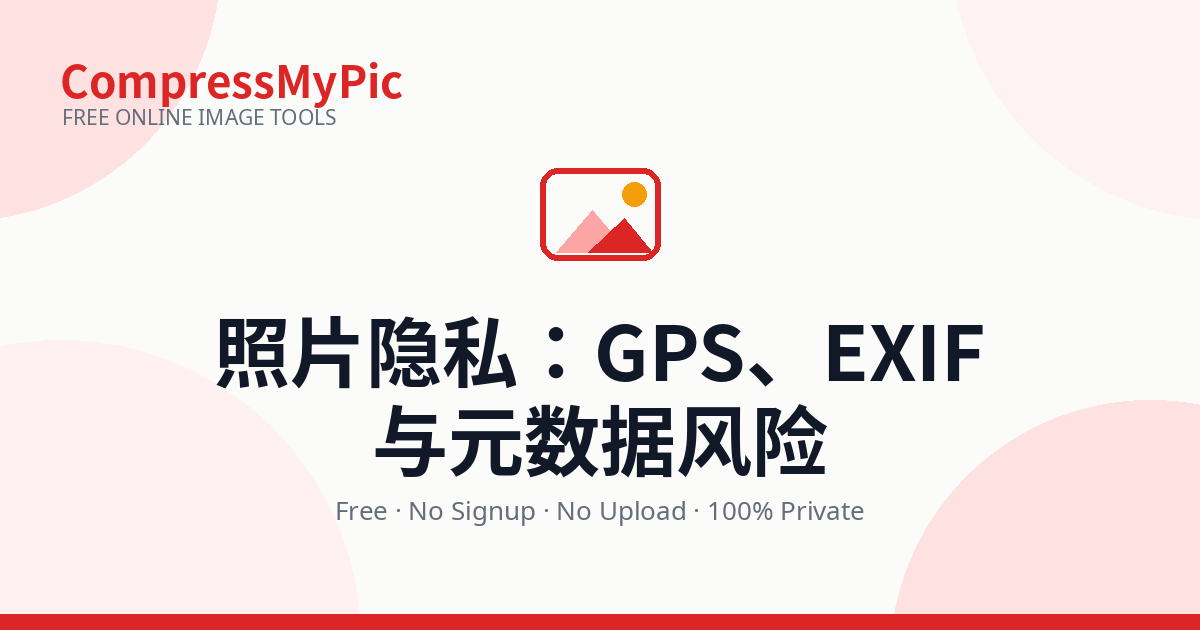 CompressMyPic
FREE ONLINE IMAGE TOOLS
照片隐私：GPS、EXIF
与元数据风险
Free · No Signup · No Upload · 100% Private